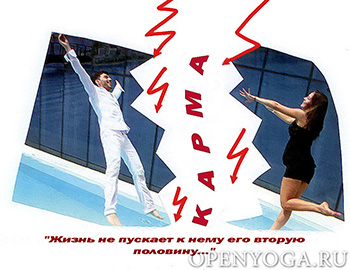 КАРМА
"Жизнь не пускает к нему его вторую
половину..."
OPENYOGA.RU